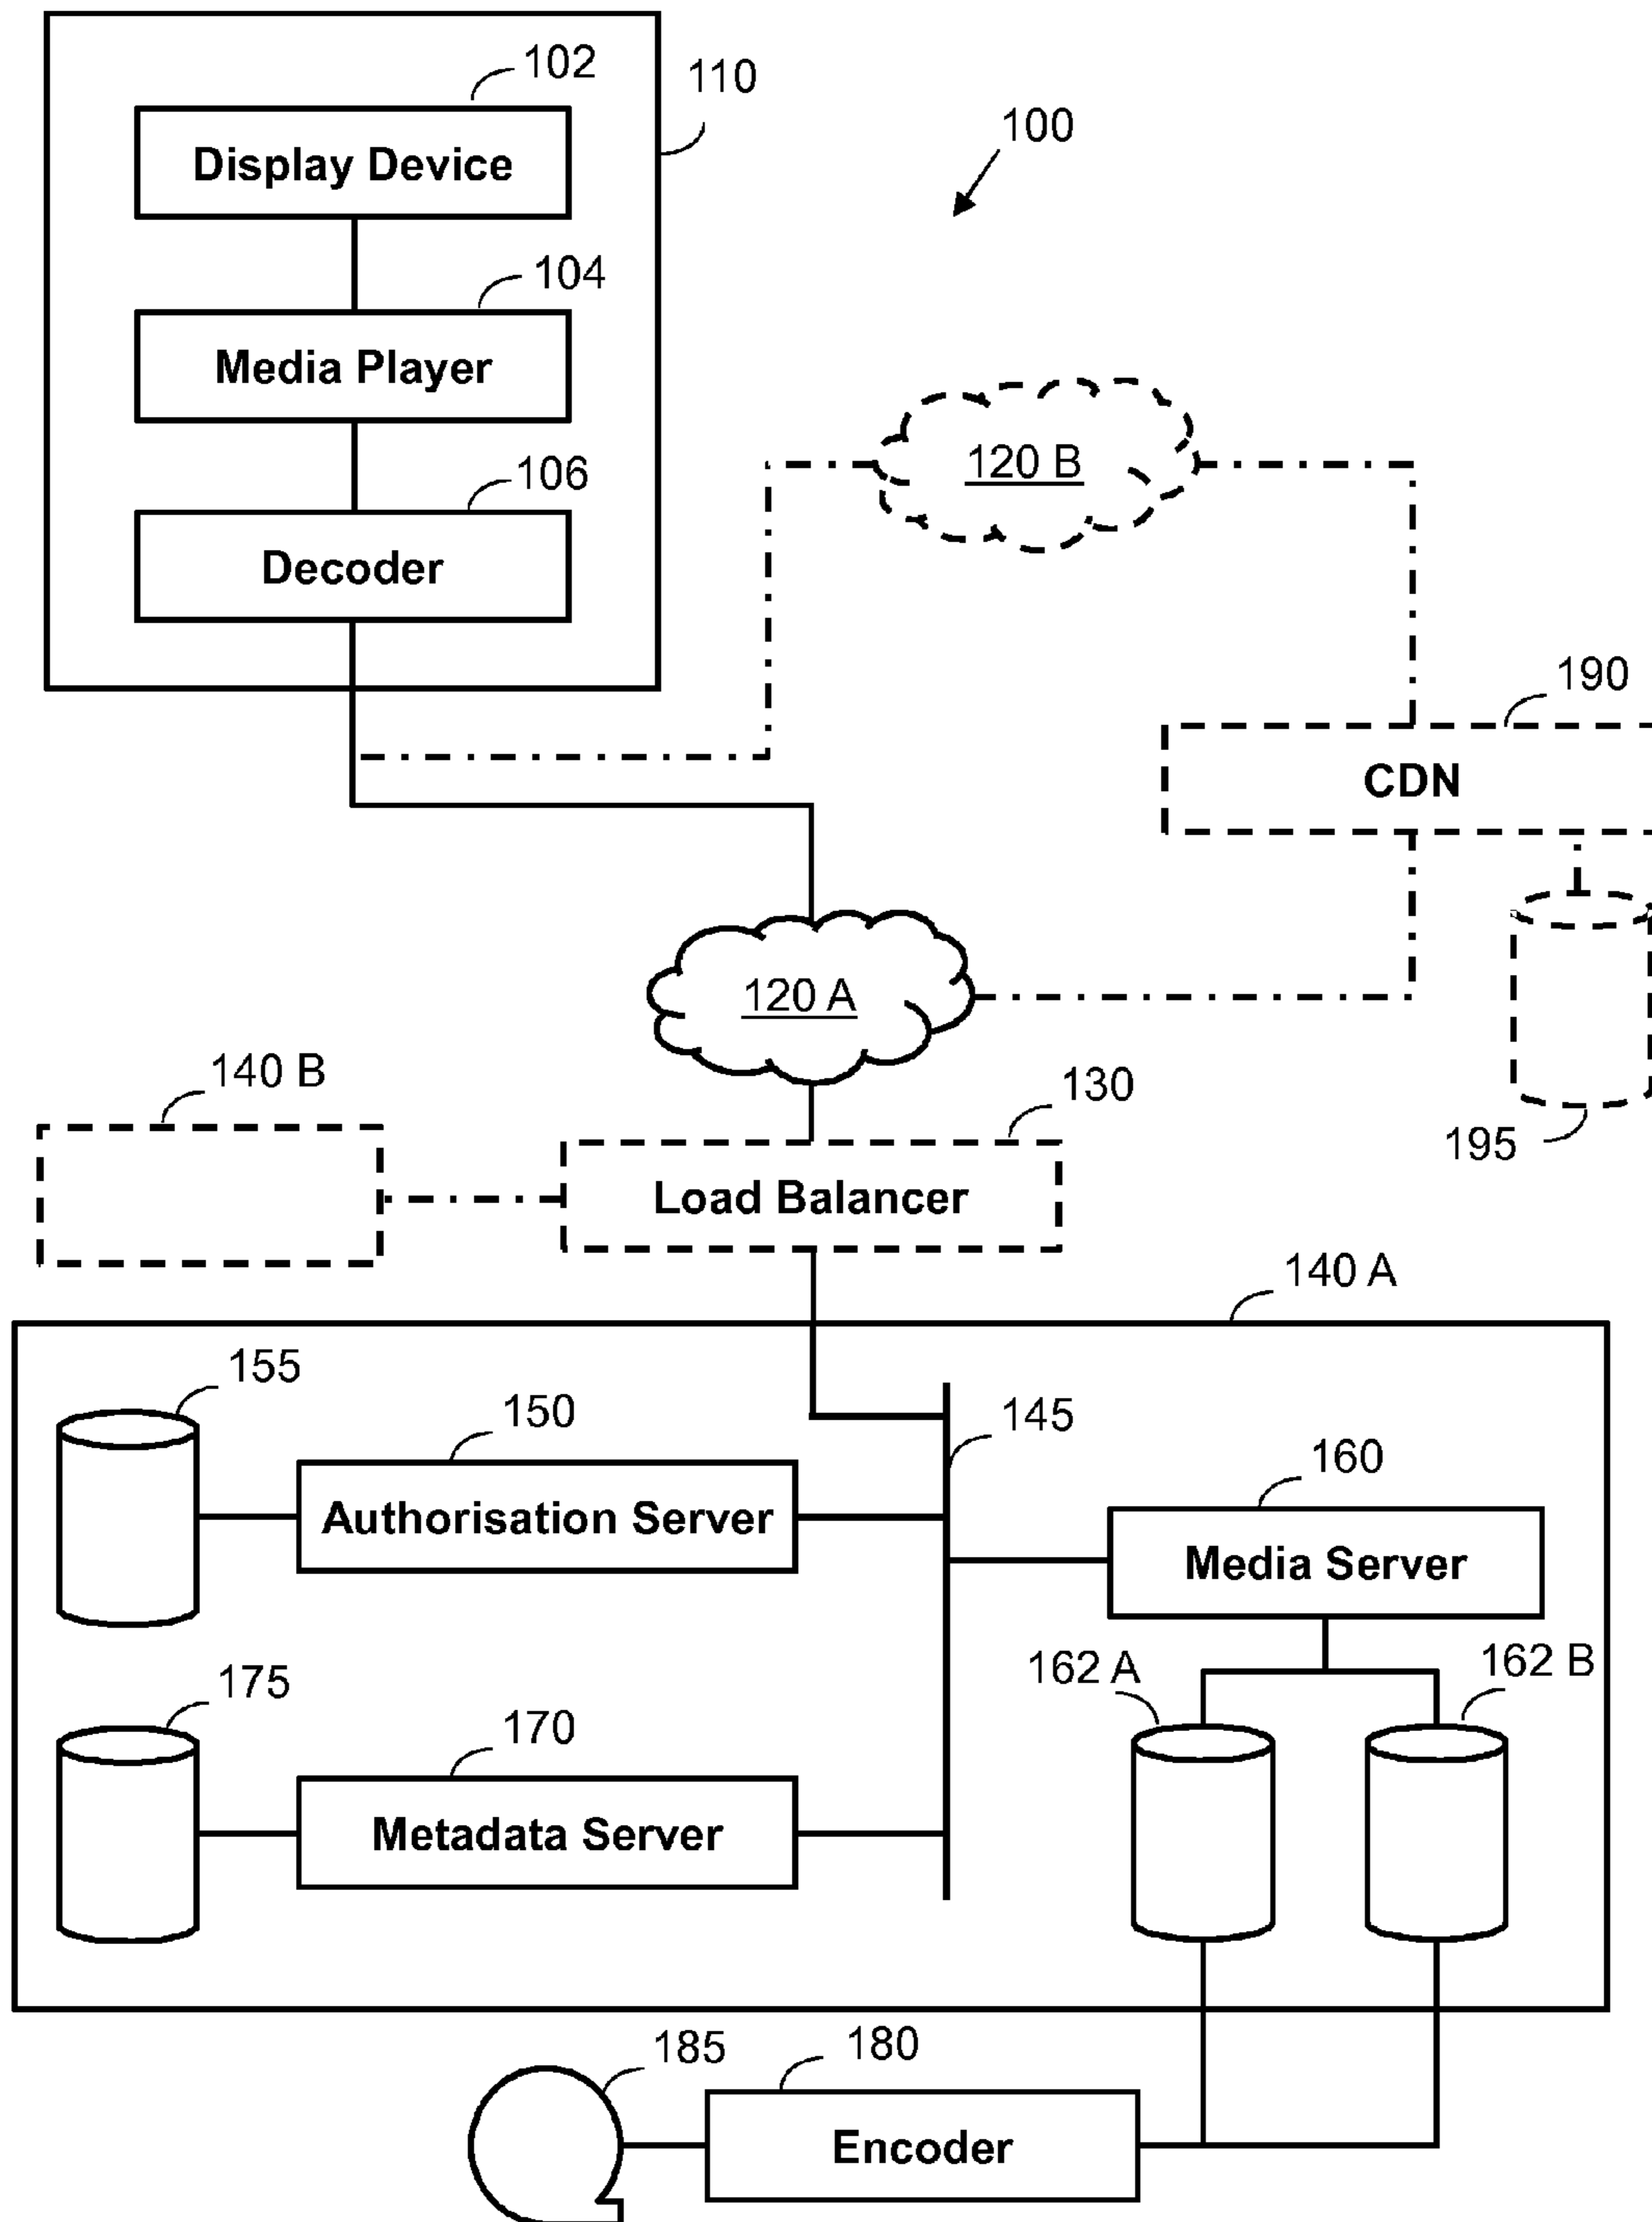 102
110
Display Device
100
104
Media Player
106
120 B
Decoder
190
CDN
120 A
140 B
130
195
Load Balancer
140 A
155
150
145
160
Authorisation Server
Media Server
162 A
162 B
175
170
Metadata Server
185
180
Encoder